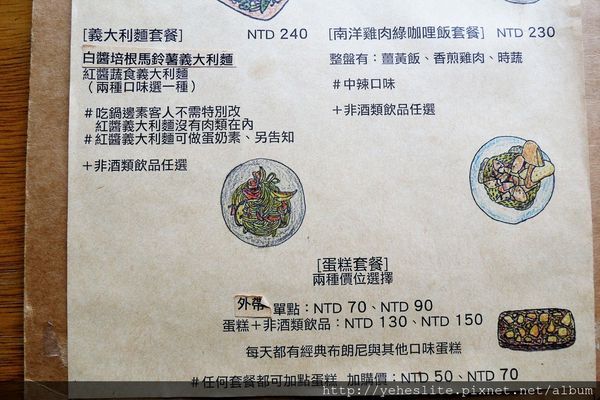 [義大利麵套餐] NTD 240
白醬培根馬鈴薯義大利麵
紅醬蔬食義大利麵
（兩種口味選一種）
＃吃鍋邊素客人不需特別改
紅醬義大利麵沒有肉類在內
＃紅醬義大利麵可做蛋奶素、另告知
＋非酒類飲品任選
[南洋雞肉綠咖哩飯套餐] NTD 230
整盤有：薑黃飯、香煎雞肉、時蔬
＃中辣口味
＋非酒類飲品任選
[蛋糕套餐]
兩種價位選擇
外帶 單點：NTD 70、NTD 90
蛋糕＋非酒類飲品：NTD 130、NTD 150
每天都有經典布朗尼與其他口味蛋糕
＃任何套餐都可加點蛋糕 加購價：NTD 50、NTD 70
http://yeheslite.pixnet.net/album